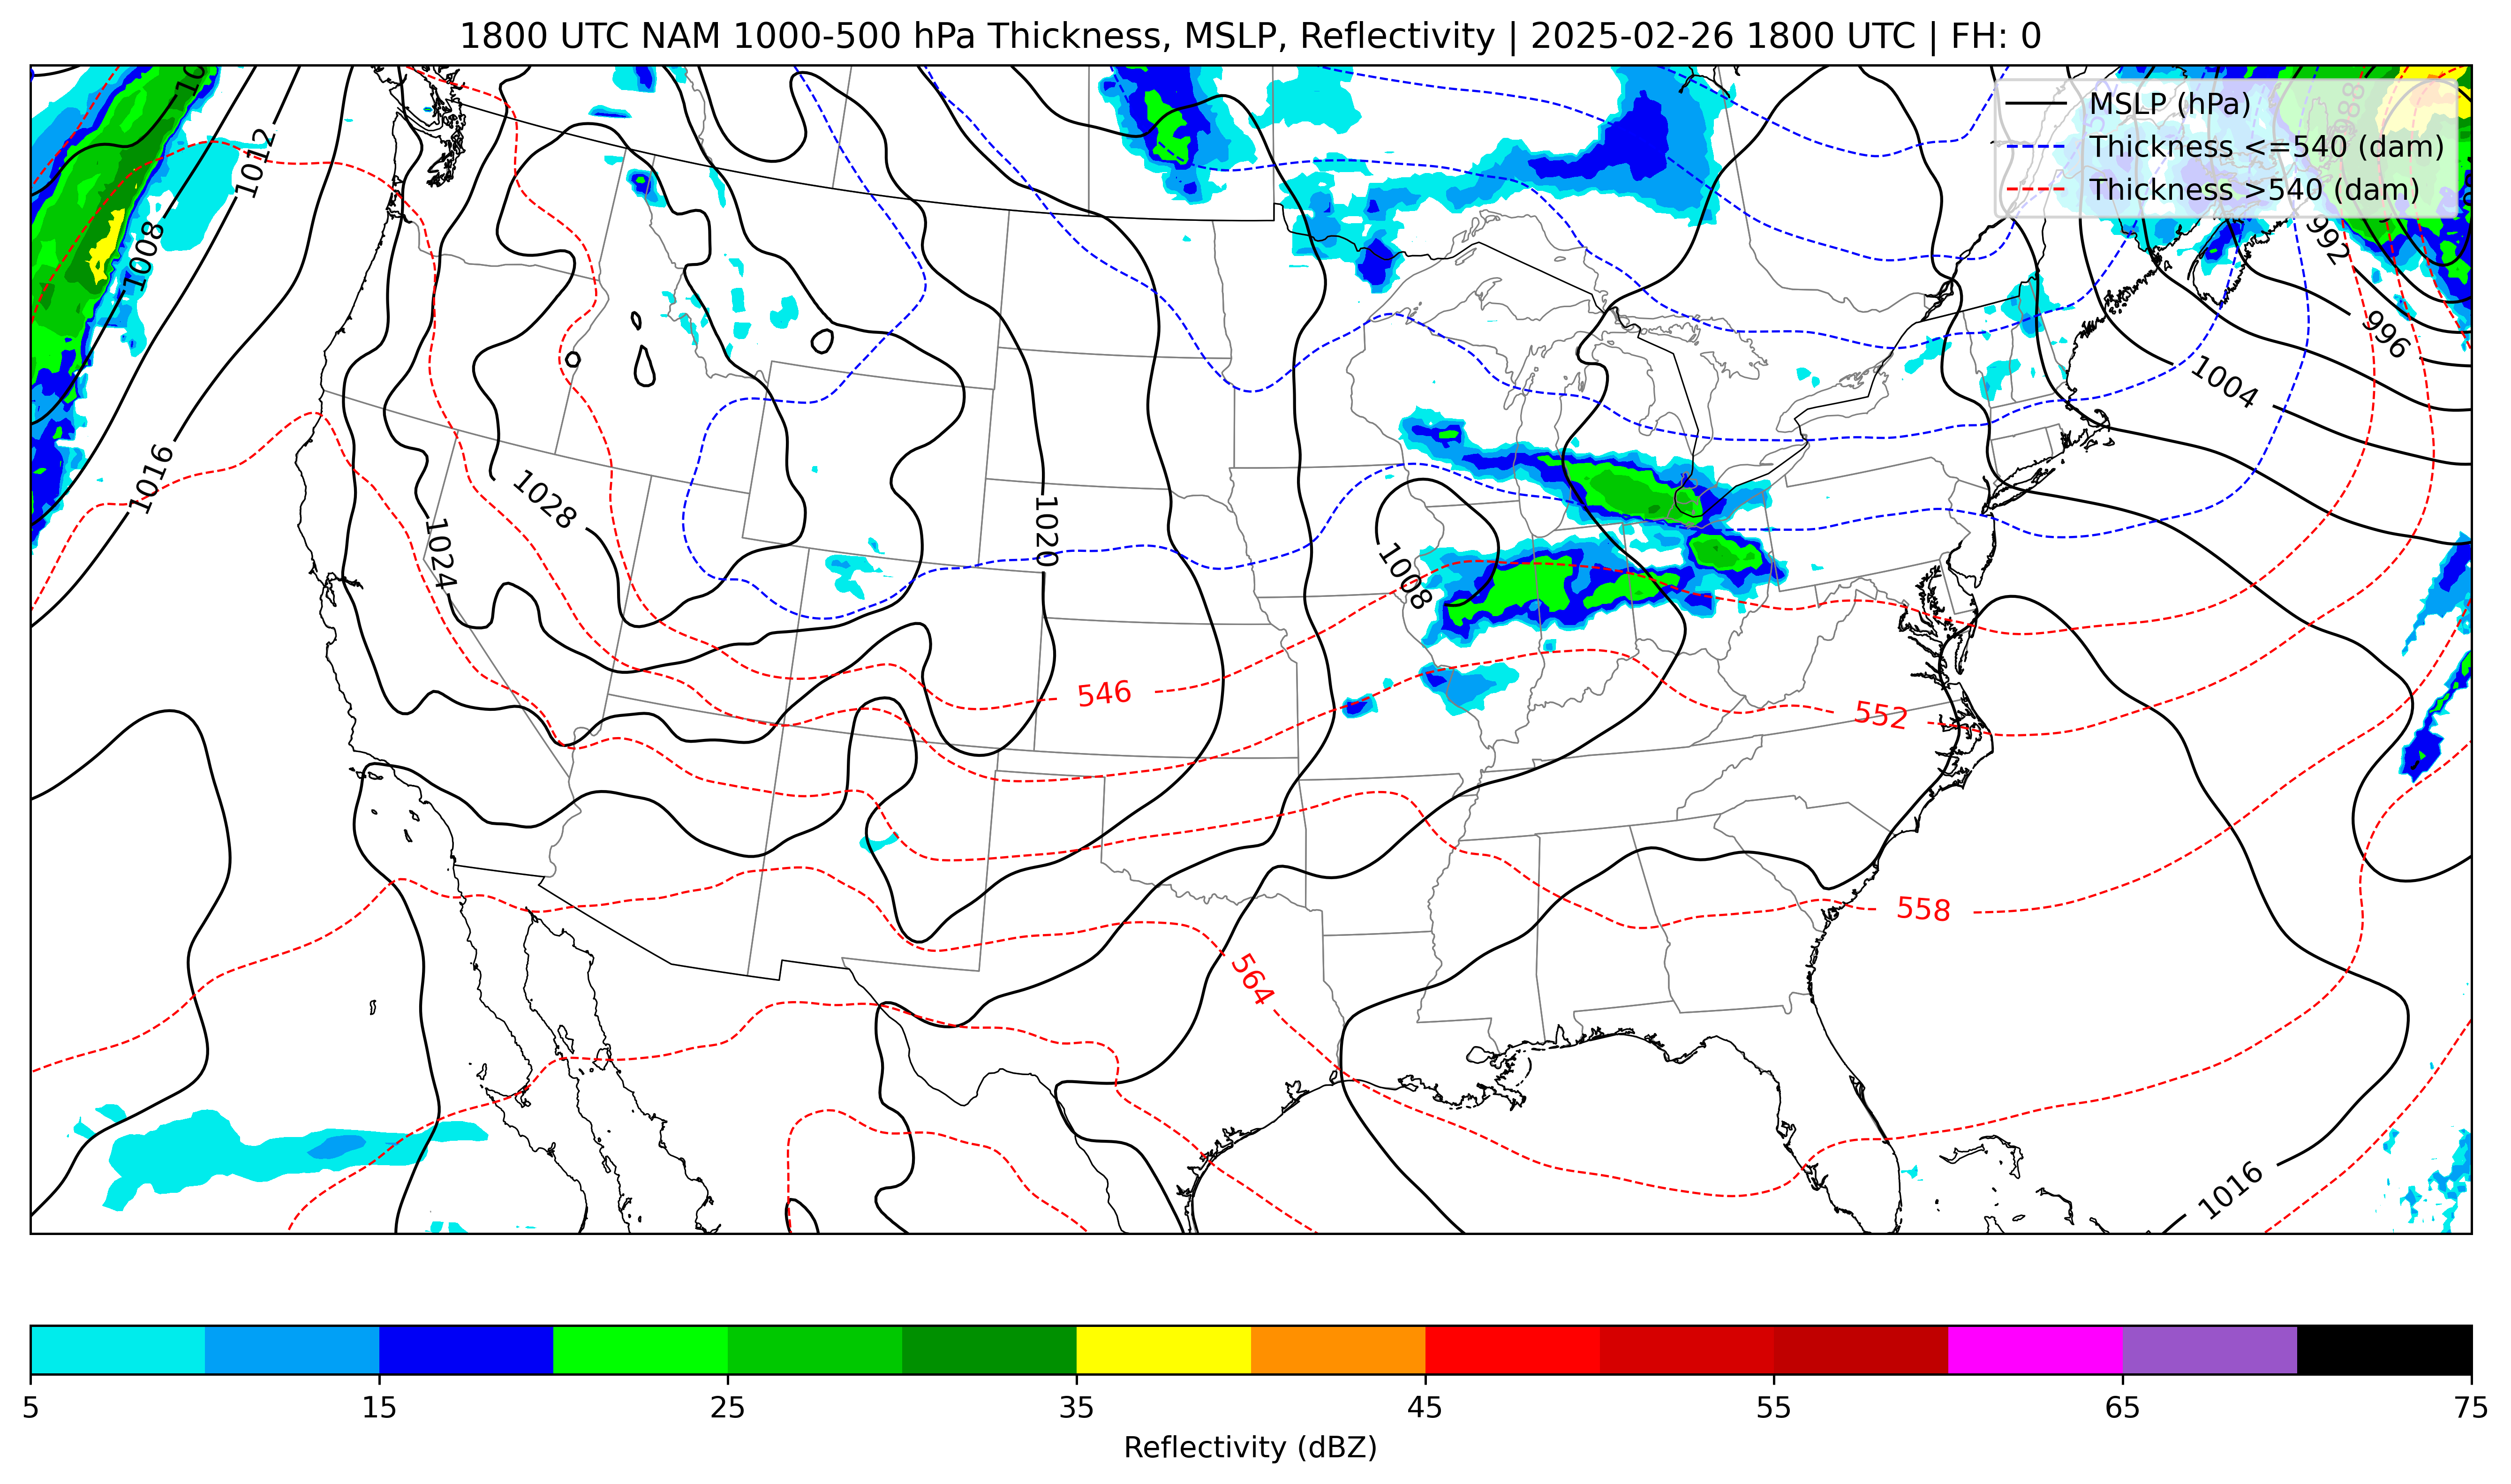 1800 UTC NAM 1000-500 hPa Thickness, MSLP, Reflectivity | 2025-02-26 1800 UTC | FH: 0
MSLP (hPa)
Thickness <=540 (dam)
Thickness >540 (dam)
988
1012
1008
992
996
1004
1016
1028
1020
1024
1008
546
552
558
564
1016
5 15 25 35 45 55 65 75
Reflectivity (dBZ)